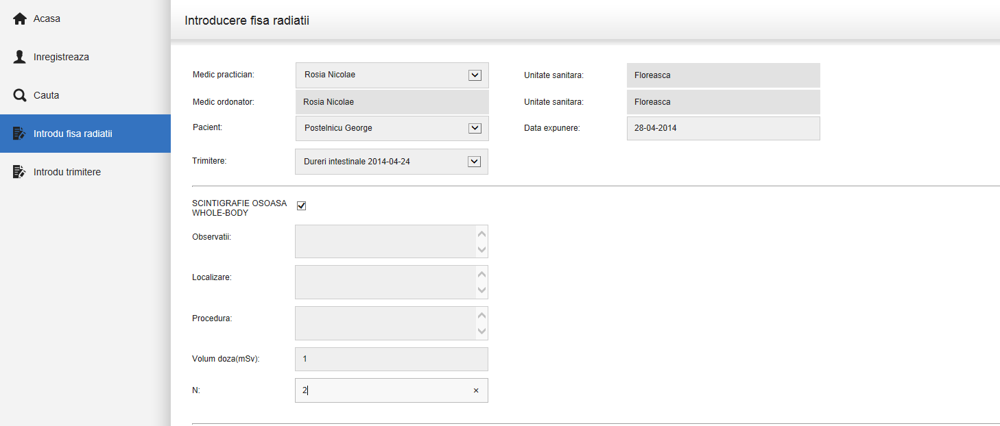 Acasa
Inregistreaza
Cauta
Introdu fisa radiatii
Introdu trimitere
Introducere fisa radiatii
Medic practician: Rosia Nicolae Unitate sanitara: Floreasca
Medic ordonator: Rosia Nicolae Unitate sanitara: Floreasca
Pacient: Postelnicu George Data expunere: 28-04-2014
Trimitere: Dureri intestinale 2014-04-24
SCINTIGRAFIE OSOASA
WHOLE-BODY
Observatii:
Localizare:
Procedura:
Volum doza(mSv): 1
N: 2